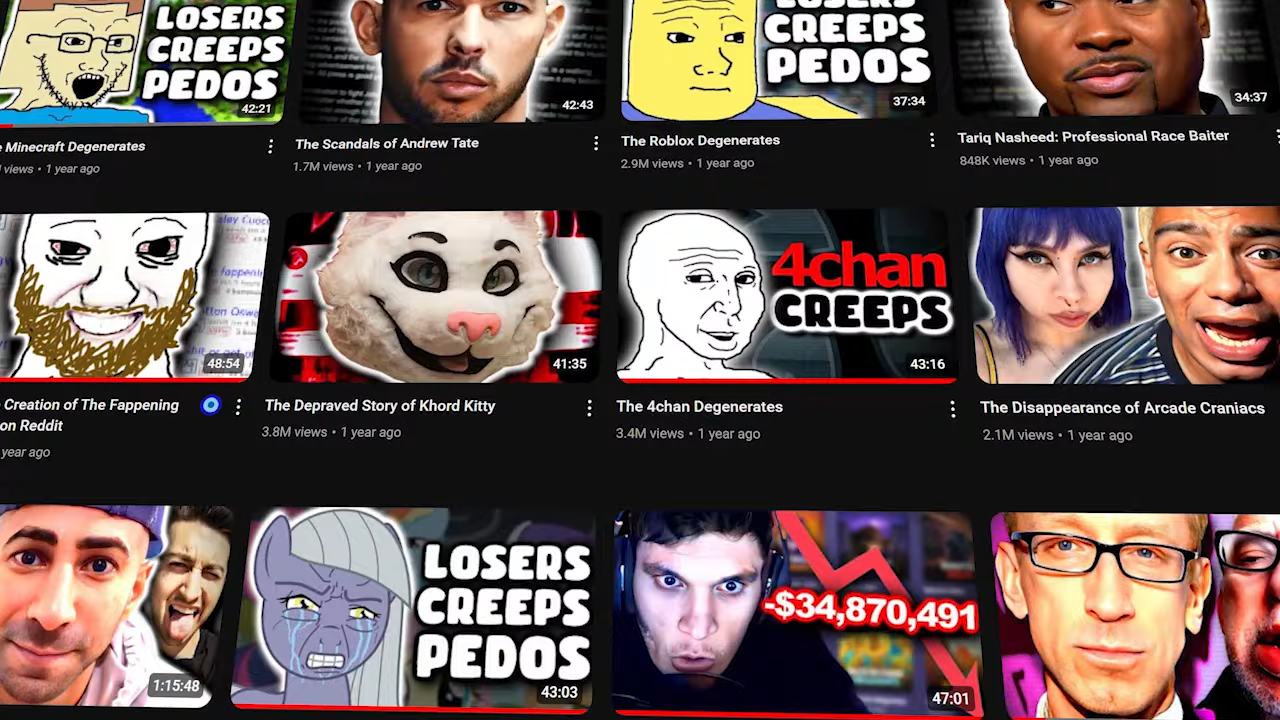 LOSERS
CREEPS
PEDOS
42:21
42:43
LOSERS
CREEPS
PEDOS
37:34
34:37
Minecraft Degenerates
views • 1 year ago
The Scandals of Andrew Tate
1.7M views • 1 year ago
The Roblox Degenerates
2.9M views • 1 year ago
Tariq Nasheed: Professional Race Baiter
848K views • 1 year ago
48:54
41:35
4chan
CREEPS
43:16
Creation of The Fappening
on Reddit
year ago
The Depraved Story of Khord Kitty
3.8M views • 1 year ago
The 4chan Degenerates
3.4M views • 1 year ago
The Disappearance of Arcade Craniacs
2.1M views • 1 year ago
1:15:48
LOSERS
CREEPS
PEDOS
43:03
-$34,870,491
47:01